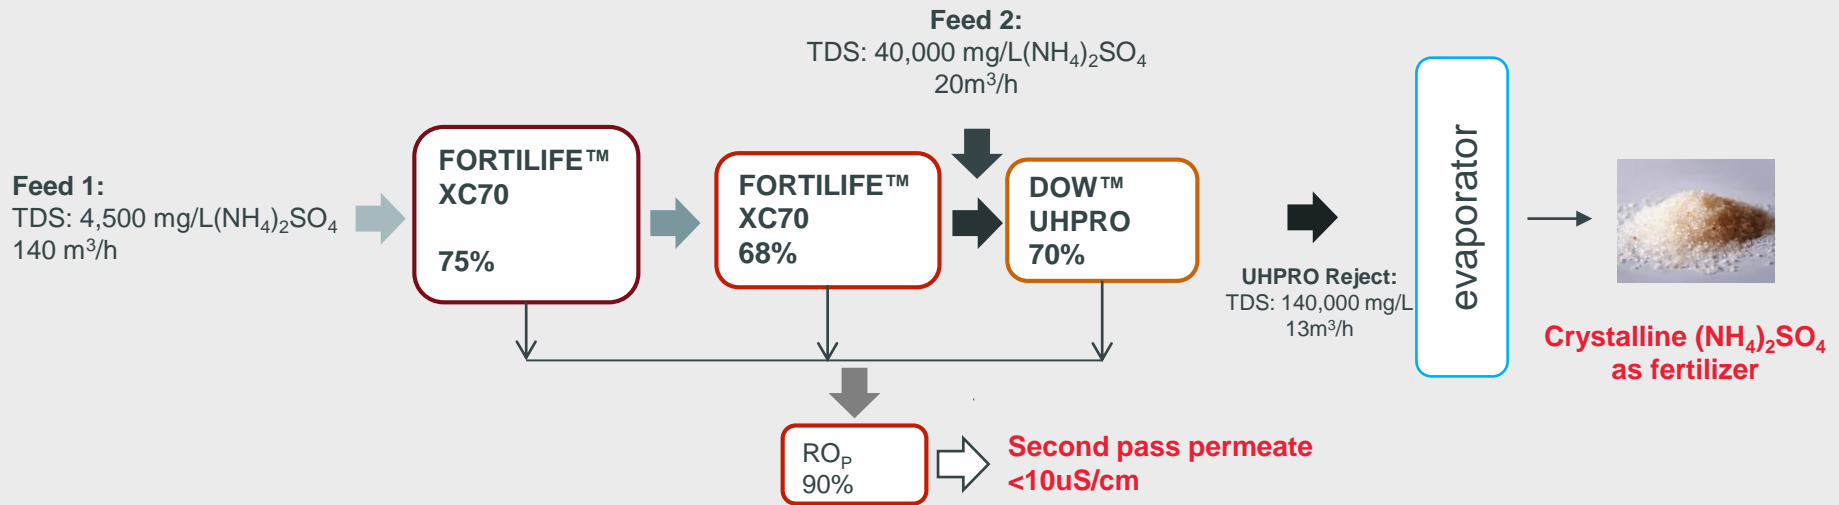 Feed 2:
TDS: 40,000 mg/L(NH₄)₂SO₄
20m³/h
Feed 1:
TDS: 4,500 mg/L(NH₄)₂SO₄
140 m³/h
FORTILIFE™
XC70
75%
FORTILIFE™
XC70
68%
DOW™
UHPRO
70%
UHPRO Reject:
TDS: 140,000 mg/L
13m³/h
evaporator
Crystalline (NH₄)₂SO₄
as fertilizer
ROₚ
90%
Second pass permeate
<10uS/cm